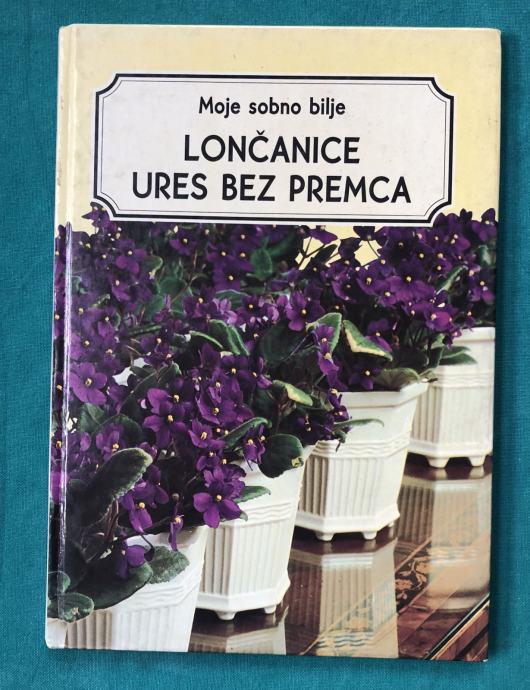 Moje sobno bilje
LONČANICE
URES BEZ PREMCA